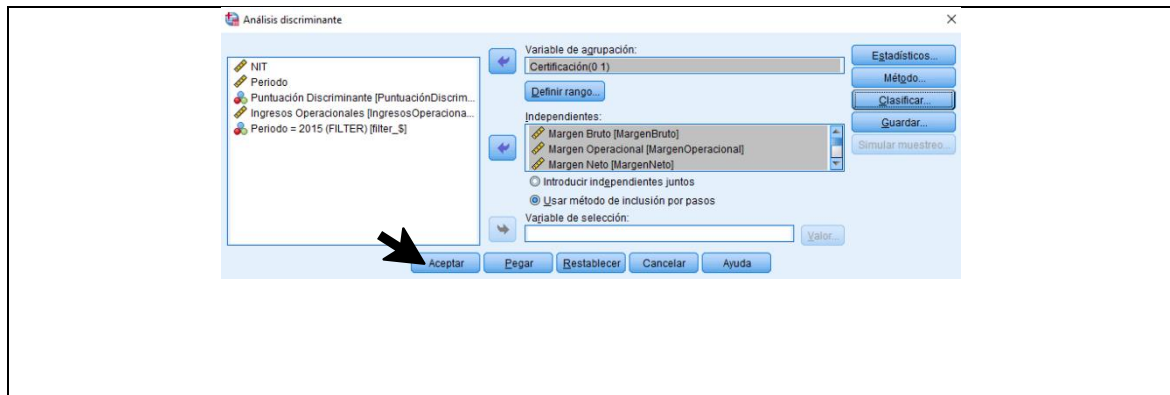 Análisis discriminante
NIT
Periodo
Puntuación Discriminante [PuntuaciónDiscrim...
Ingresos Operacionales [IngresosOperaciona...
Periodo = 2015 (FILTER) [filter_$]
Variable de agrupación:
Certificación(0 1)
Definir rango...
Independientes:
Margen Bruto [MargenBruto]
Margen Operacional [MargenOperacional]
Margen Neto [MargenNeto]
Introducir independientes juntos
Usar método de inclusión por pasos
Variable de selección:
Valor...
Estadísticos...
Método...
Clasificar...
Guardar...
Simular muestreo...
Aceptar
Pegar
Restablecer
Cancelar
Ayuda